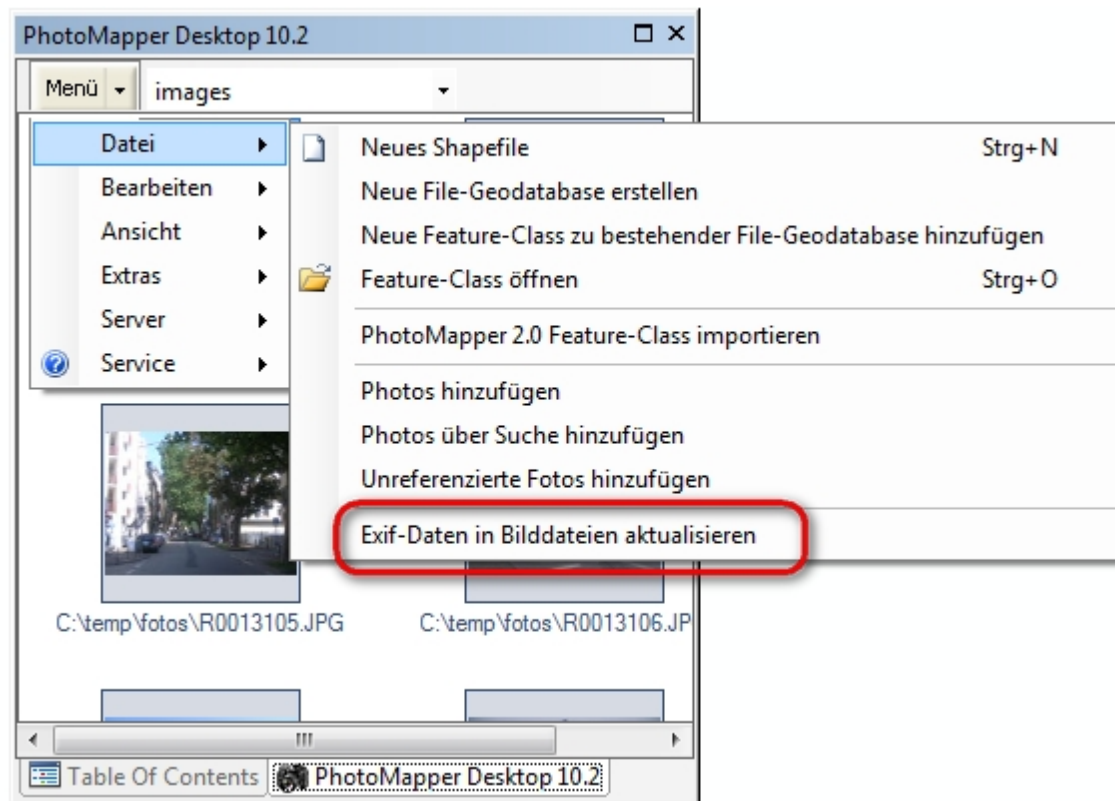 PhotoMapper Desktop 10.2
Menü
images
Datei
Bearbeiten
Ansicht
Extras
Server
Service
Neues Shapefile Strg+N
Neue File-Geodatabase erstellen
Neue Feature-Class zu bestehender File-Geodatabase hinzufügen
Feature-Class öffnen Strg+O
PhotoMapper 2.0 Feature-Class importieren
Photos hinzufügen
Photos über Suche hinzufügen
Unreferenzierte Fotos hinzufügen
Exif-Daten in Bilddateien aktualisieren
C:\temp\fotos\R0013105.JPG
C:\temp\fotos\R0013106.JP
Table Of Contents
PhotoMapper Desktop 10.2